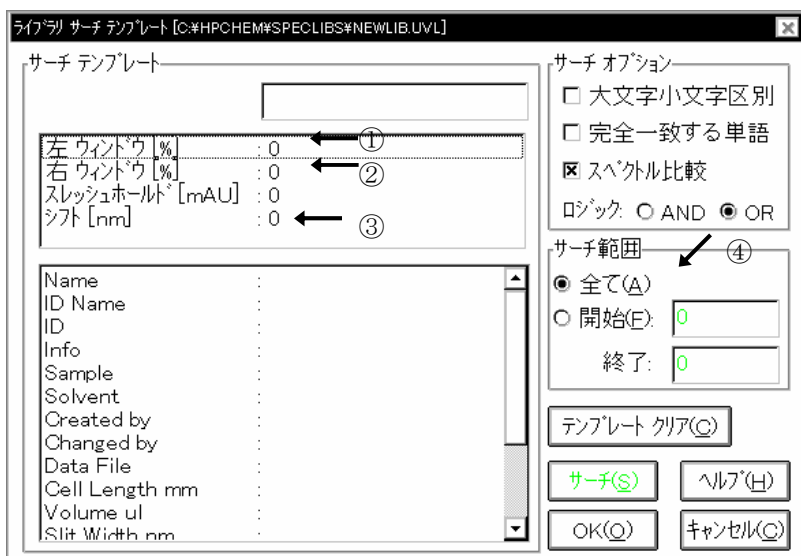 ライブラリ サーチ テンプレート [C:¥HPCHEM¥SPECLIBS¥NEWLIB.UVL]
サーチ テンプレート
左 ウィンドウ [%] : 0 ①
右 ウィンドウ [%] : 0 ②
スレッシュホールド [mAU] : 0
シフト [nm] : 0 ③
Name :
ID Name :
ID :
Info :
Sample :
Solvent :
Created by :
Changed by :
Data File :
Cell Length mm :
Volume ul :
Slit Width nm :
サーチ オプション
大文字小文字区別
完全一致する単語
スペクトル比較
ロジック: AND OR
サーチ範囲 ④
全て(A)
開始(F): 0
終了: 0
テンプレート クリア(C)
サーチ(S) ヘルプ(H)
OK(O) キャンセル(C)